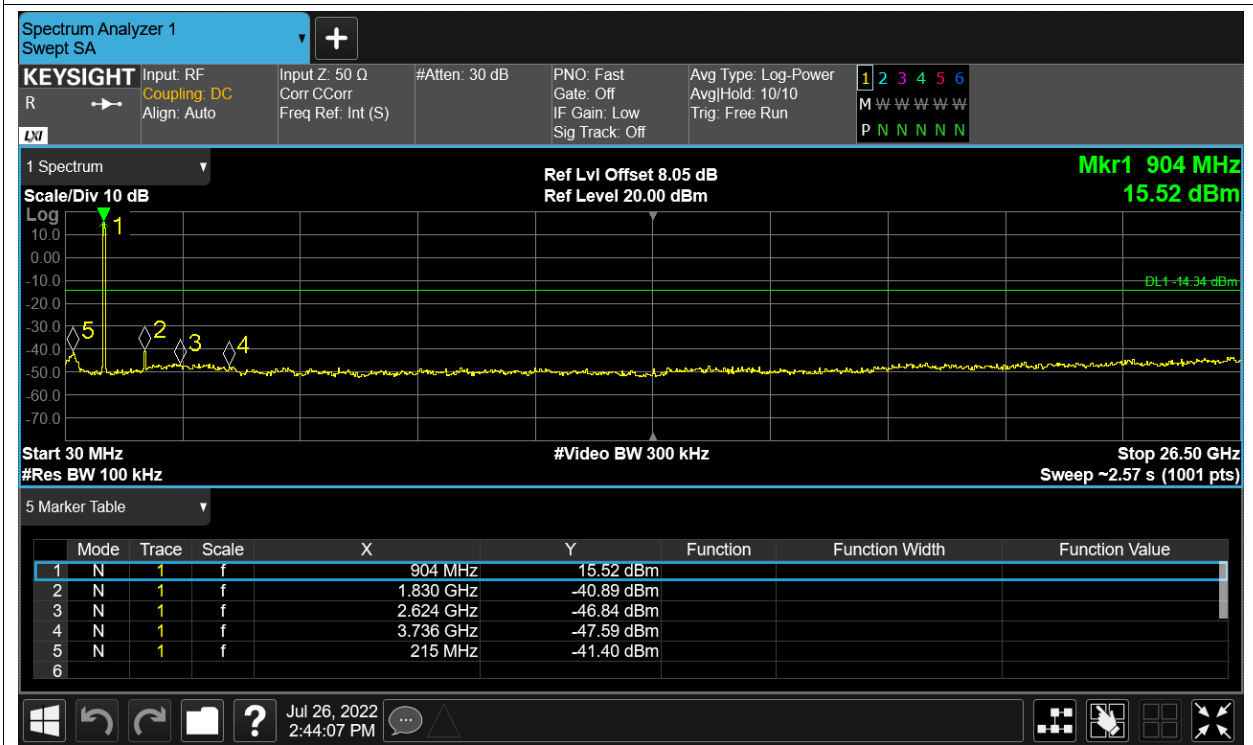 Spectrum Analyzer 1
Swept SA
KEYSIGHT
R
LXI
Input: RF
Coupling: DC
Align: Auto
Input Z: 50 Ω
Corr CCorr
Freq Ref: Int (S)
#Atten: 30 dB
PNO: Fast
Gate: Off
IF Gain: Low
Sig Track: Off
Avg Type: Log-Power
Avg|Hold: 10/10
Trig: Free Run
1 2 3 4 5 6
M W W W W W
P N N N N N
1 Spectrum
Scale/Div 10 dB
Ref Lvl Offset 8.05 dB
Ref Level 20.00 dBm
Mkr1 904 MHz
15.52 dBm
Log
10.0
0.00
-10.0
-20.0
-30.0
-40.0
-50.0
-60.0
-70.0
1
DL1 -14.34 dBm
5 2 3 4
Start 30 MHz
#Video BW 300 kHz
Stop 26.50 GHz
#Res BW 100 kHz
Sweep ~2.57 s (1001 pts)
5 Marker Table
Mode Trace Scale X Y Function Function Width Function Value
1 N 1 f 904 MHz 15.52 dBm
2 N 1 f 1.830 GHz -40.89 dBm
3 N 1 f 2.624 GHz -46.84 dBm
4 N 1 f 3.736 GHz -47.59 dBm
5 N 1 f 215 MHz -41.40 dBm
6
?
Jul 26, 2022
2:44:07 PM